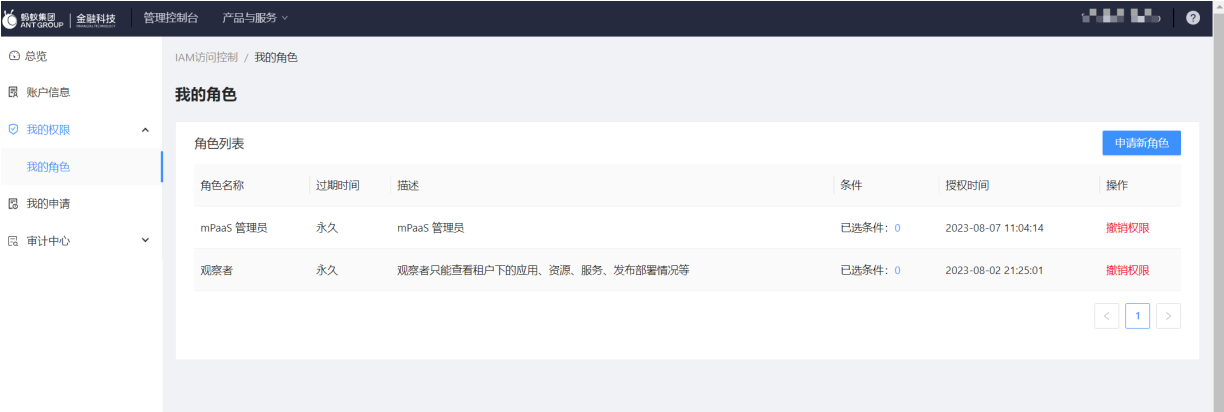 蚂蚁集团 ANT GROUP 金融科技 管理控制台 产品与服务
总览
账户信息
我的权限
我的角色
我的申请
审计中心
IAM访问控制 / 我的角色
我的角色
角色列表 申请新角色
角色名称 过期时间 描述 条件 授权时间 操作
mPaaS 管理员 永久 mPaaS 管理员 已选条件：0 2023-08-07 11:04:14 撤销权限
观察者 永久 观察者只能查看租户下的应用、资源、服务、发布部署情况等 已选条件：0 2023-08-02 21:25:01 撤销权限
< 1 >